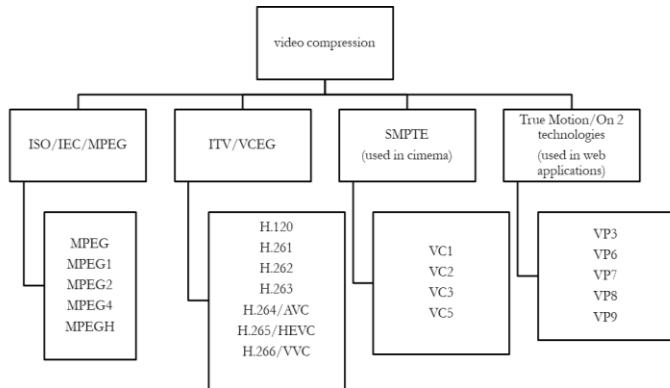 video compression
ISO/IEC/MPEG
ITV/VCEG
SMPTE
(used in cimema)
True Motion/On 2
technologies
(used in web
applications)
MPEG
MPEG1
MPEG2
MPEG4
MPEGH
H.120
H.261
H.262
H.263
H.264/AVC
H.265/HEVC
H.266/VVC
VC1
VC2
VC3
VC5
VP3
VP6
VP7
VP8
VP9